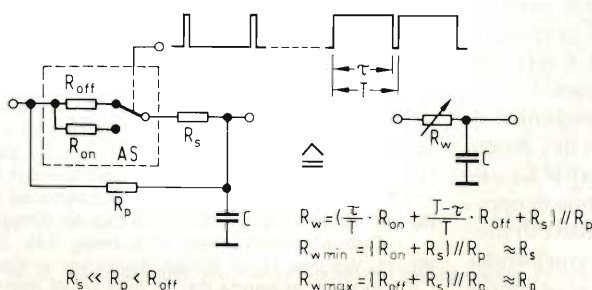 τ
T
R_off
R_on
AS
R_s
R_p
C
≙
R_w
C
R_w = (τ/T · R_on + T-τ/T · R_off + R_s) // R_p
R_w min = (R_on + R_s) // R_p ≈ R_s
R_s << R_p < R_off
R_w max = (R_off + R_s) // R_p ≈ R_p